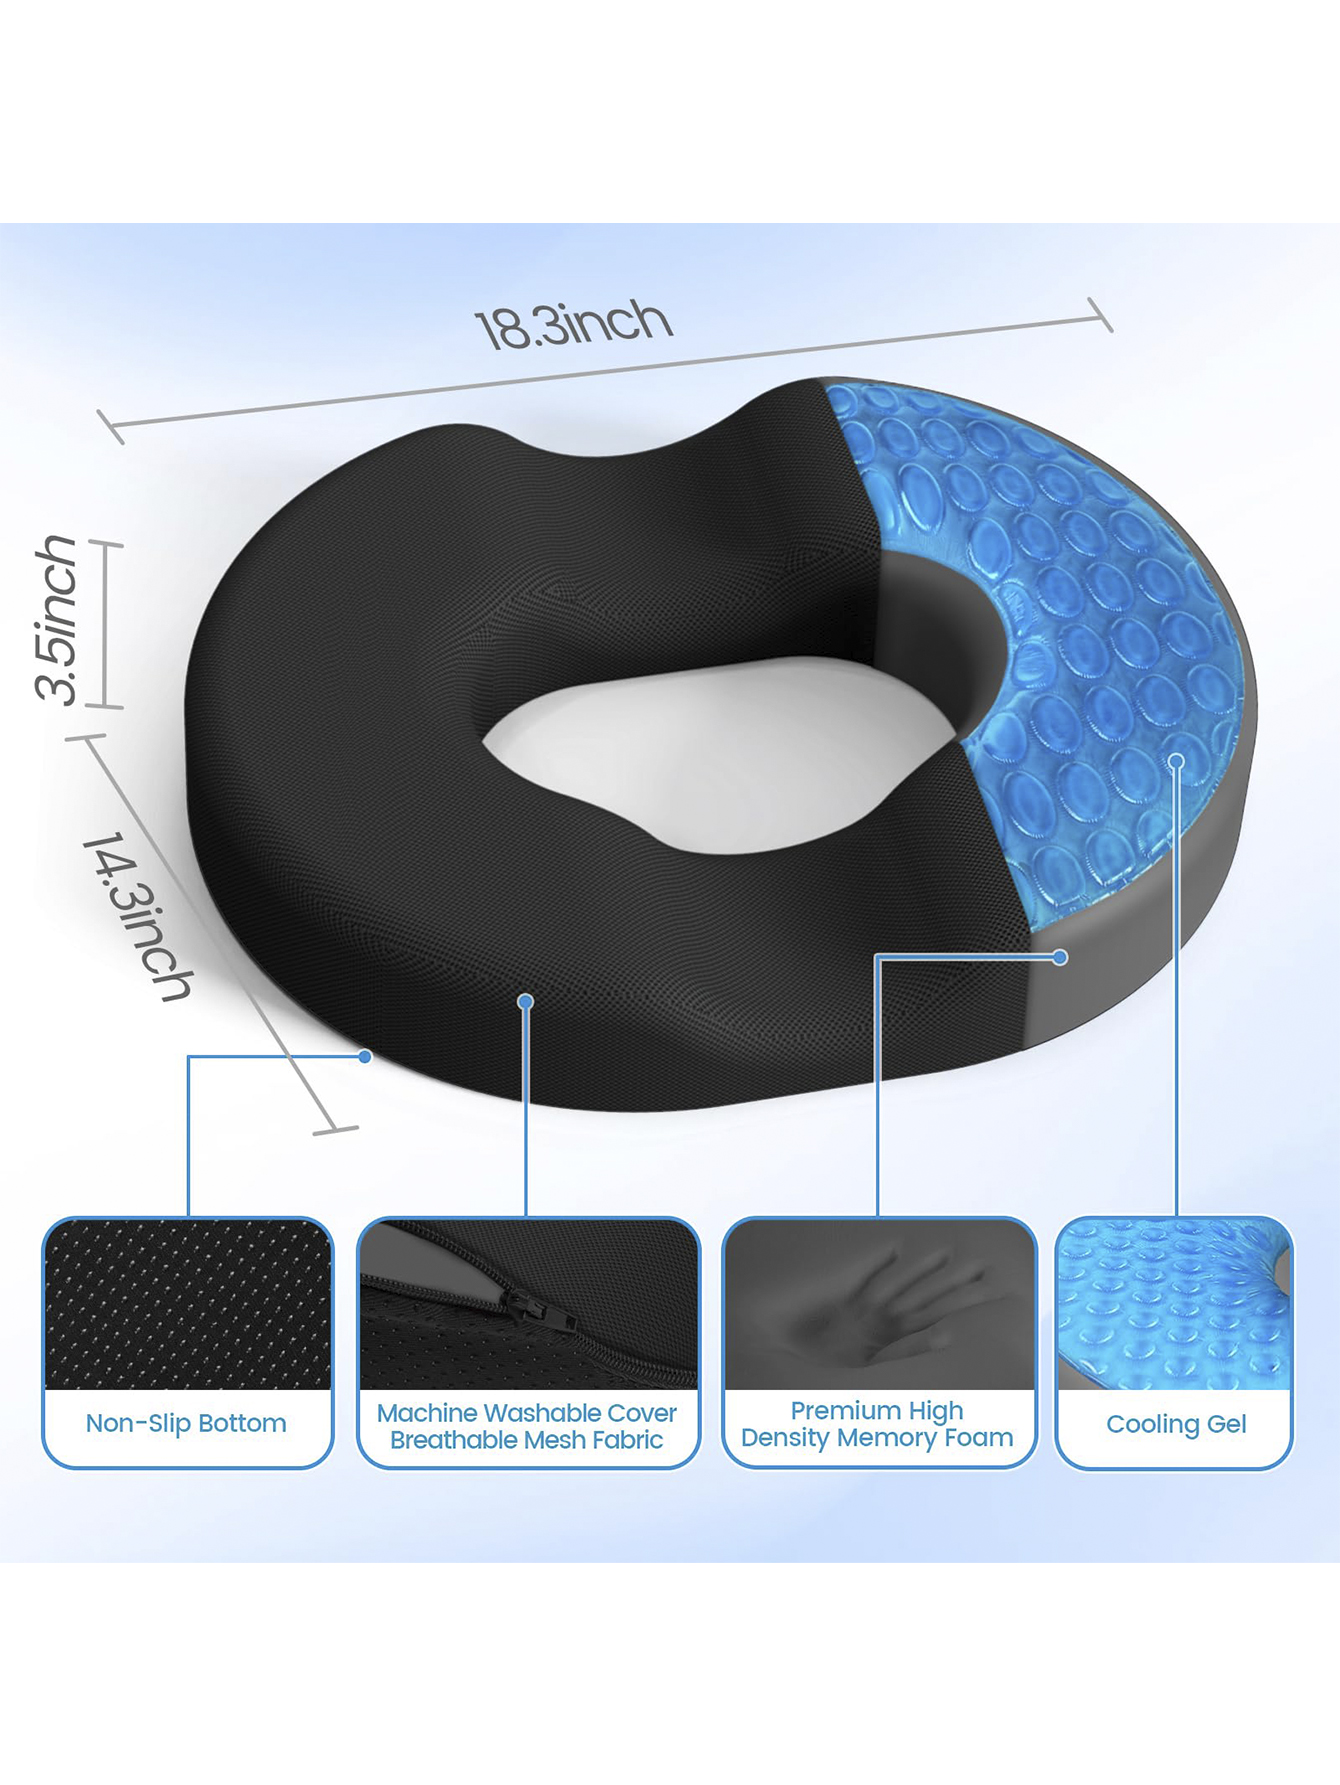 18.3inch
3.5inch
14.3inch
Non-Slip Bottom
Machine Washable Cover
Breathable Mesh Fabric
Premium High
Density Memory Foam
Cooling Gel